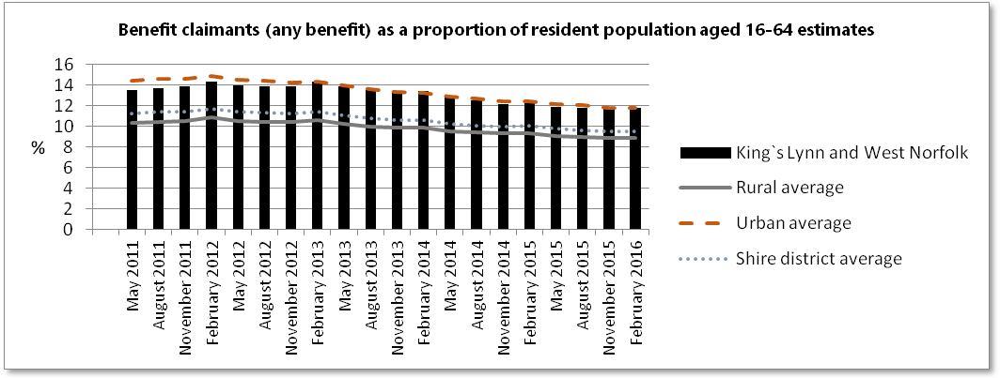 Benefit claimants (any benefit) as a proportion of resident population aged 16-64 estimates
16
14
12
10
8
6
4
2
0
%
May 2011
August 2011
November 2011
February 2012
May 2012
August 2012
November 2012
February 2013
May 2013
August 2013
November 2013
February 2014
May 2014
August 2014
November 2014
February 2015
May 2015
August 2015
November 2015
February 2016
King`s Lynn and West Norfolk
Rural average
Urban average
Shire district average